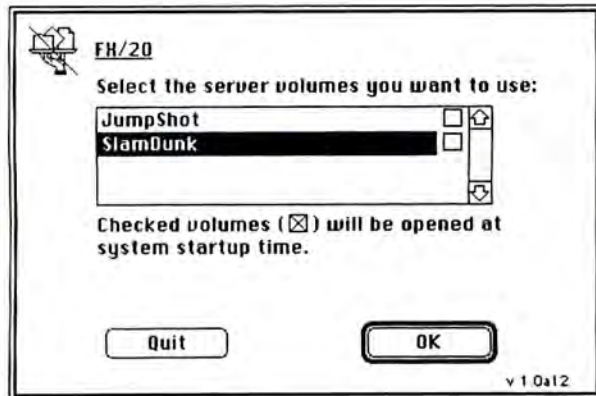 FX/20
Select the server volumes you want to use:
JumpShot
SlamDunk
Checked volumes (☒) will be opened at
system startup time.
Quit
OK
v 1.0a12